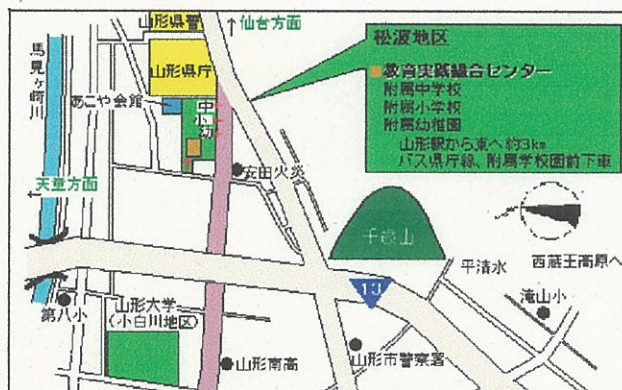 山形県警
↑仙台方面
松波地区
馬見ヶ崎川
山形県庁
教育実践総合センター
附属中学校
附属小学校
附属幼稚園
山形駅から東へ約3km
バス県庁線、附属学校園前下車
あこや会館
中
小
幼
安田火災
天童方面
←
千歳山
平清水
西蔵王高原へ
13
滝山小
第八小
山形大学
(小白川地区)
山形南高
山形市警察署